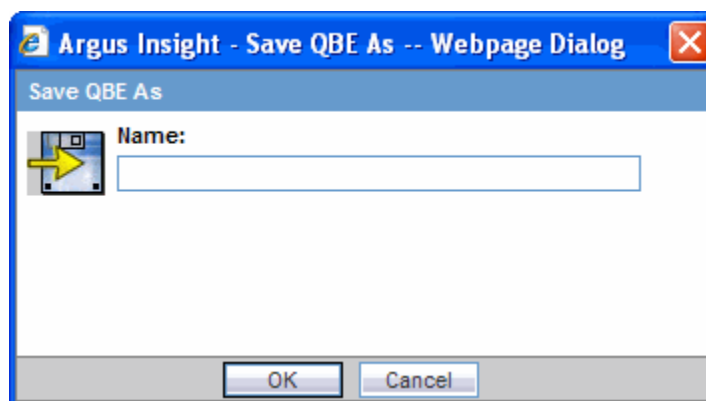 Argus Insight - Save QBE As -- Webpage Dialog
Save QBE As
Name:
OK Cancel